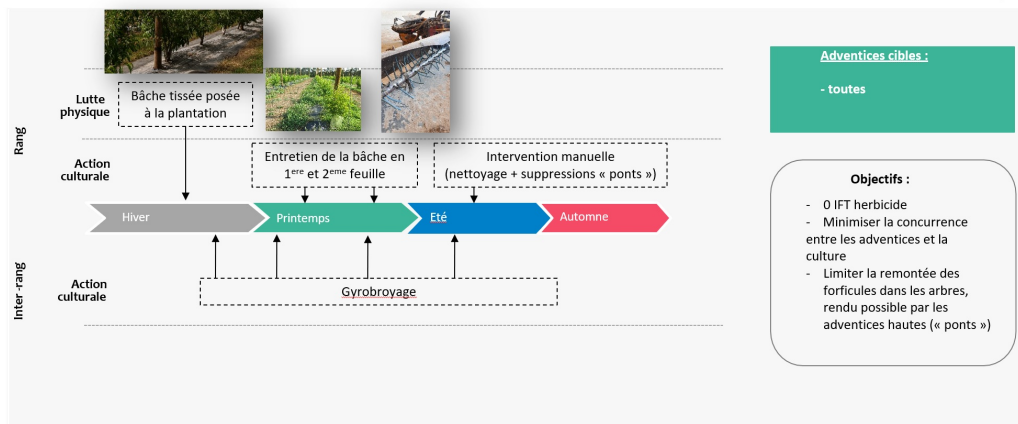 Adventices cibles :
- toutes
Rang
Lutte
physique
Bâche tissée posée
à la plantation
Action
culturale
Entretien de la bâche en
1ere et 2eme feuille
Intervention manuelle
(nettoyage + suppressions « ponts »)
Hiver
Printemps
Eté
Automne
Inter -rang
Action
culturale
Gyrobroyage
Objectifs :
- 0 IFT herbicide
- Minimiser la concurrence
entre les adventices et la
culture
- Limiter la remontée des
forficules dans les arbres,
rendu possible par les
adventices hautes (« ponts »)